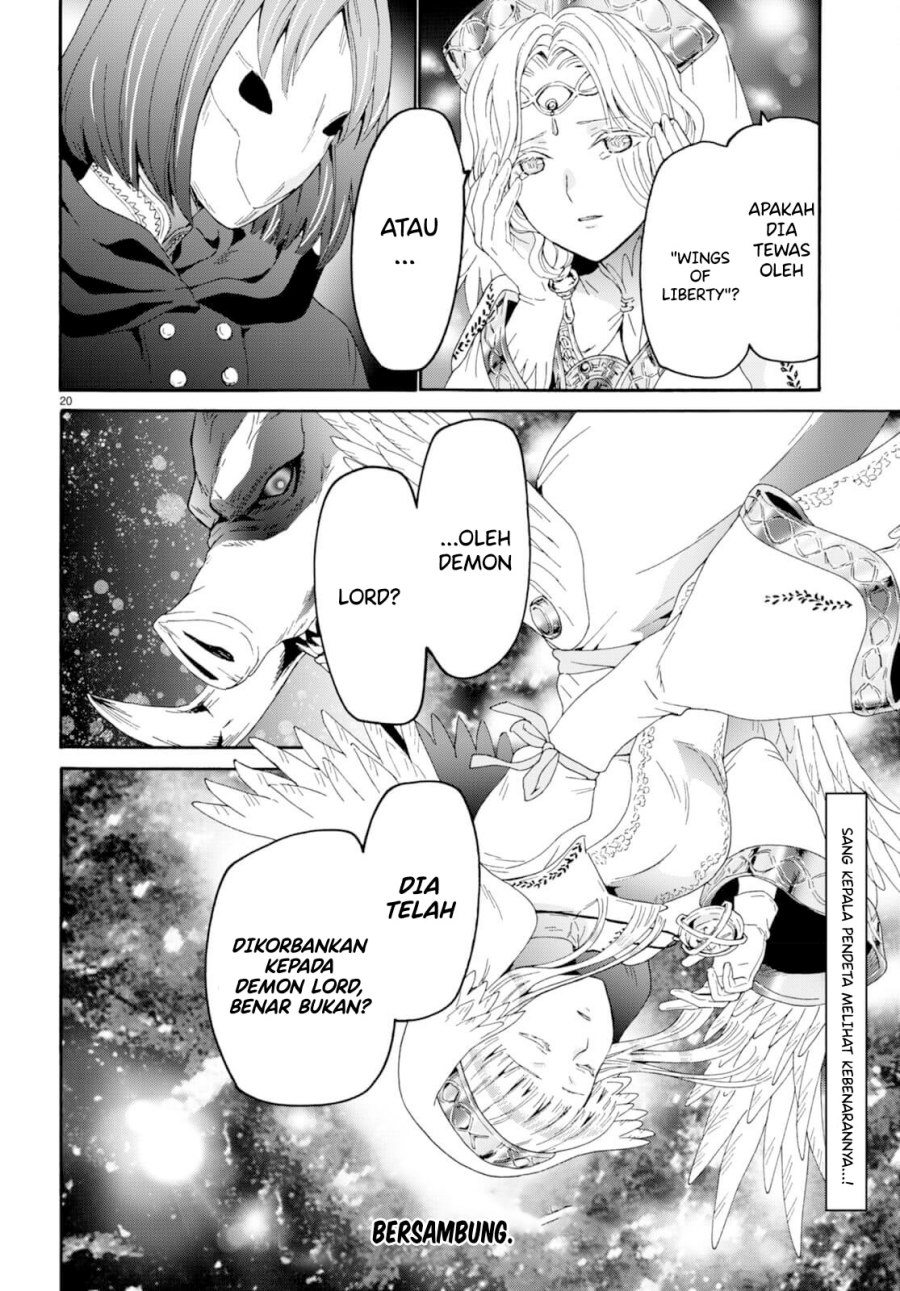 APAKAH
DIA
TEWAS
OLEH
"WINGS
OF
LIBERTY"?
ATAU
...
20
...OLEH
DEMON
LORD?
DIA
TELAH
DIKORBANKAN
KEPADA
DEMON LORD,
BENAR BUKAN?
SANG KEPALA PENDETA MELIHAT KEBENARANNYA...!
BERSAMBUNG.